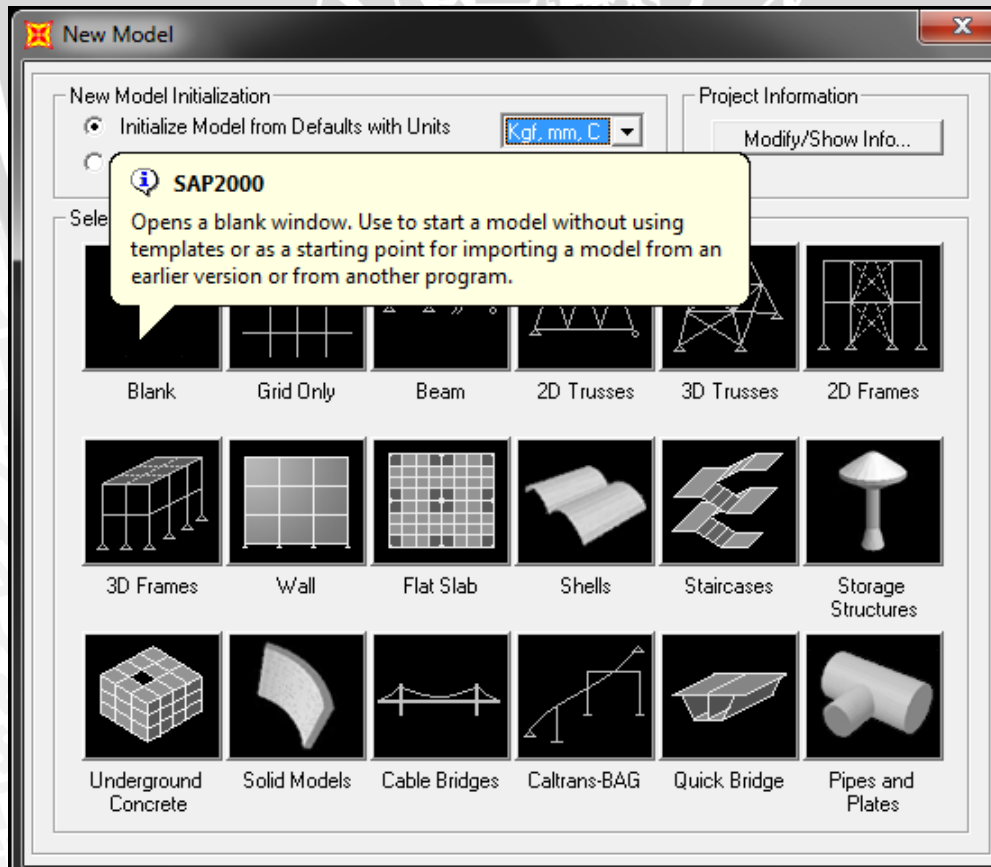 New Model
X
New Model Initialization
Initialize Model from Defaults with Units
Kgf, mm, C
Project Information
Modify/Show Info...
SAP2000
Opens a blank window. Use to start a model without using
templates or as a starting point for importing a model from an
earlier version or from another program.
Sele
Blank
Grid Only
Beam
2D Trusses
3D Trusses
2D Frames
3D Frames
Wall
Flat Slab
Shells
Staircases
Storage
Structures
Underground
Concrete
Solid Models
Cable Bridges
Caltrans-BAG
Quick Bridge
Pipes and
Plates